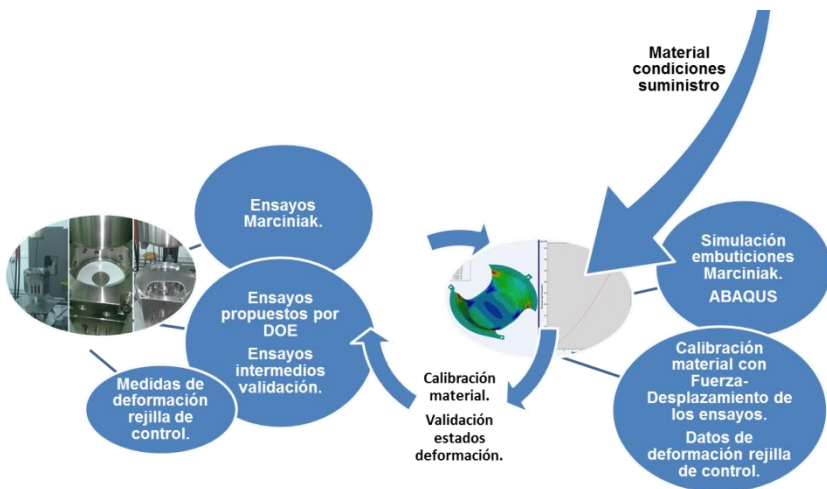 Material
condiciones
suministro
Ensayos
Marciniak.
Ensayos
propuestos por
DOE
Ensayos
intermedios
validación.
Medidas de
deformación
rejilla de
control.
Calibración
material.
Validación
estados
deformación.
Simulación
embuticiones
Marciniak.
ABAQUS
Calibración
material con
Fuerza-
Desplazamiento de
los ensayos.
Datos de
deformación rejilla
de control.